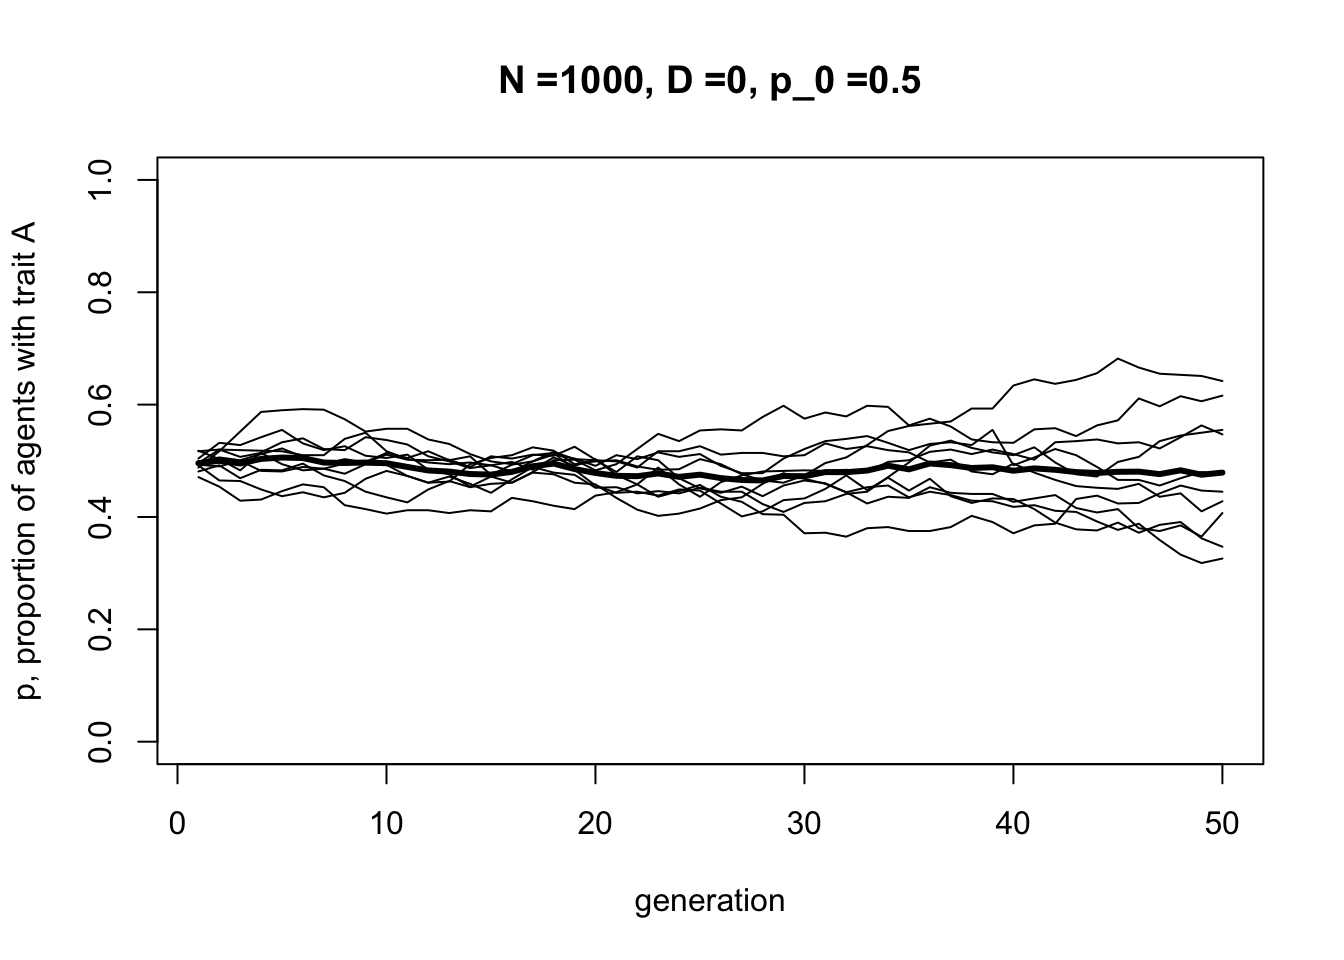 N =1000, D =0, p_0 =0.5
p, proportion of agents with trait A
1.0
0.8
0.6
0.4
0.2
0.0
0 10 20 30 40 50
generation